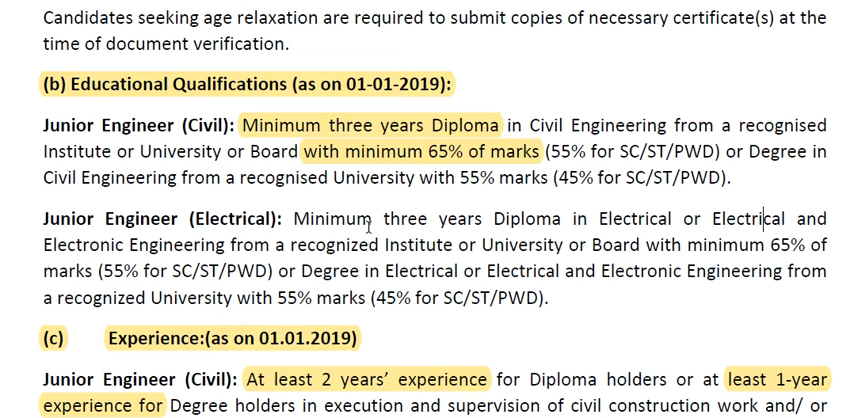 Candidates seeking age relaxation are required to submit copies of necessary certificate(s) at the
time of document verification.
(b) Educational Qualifications (as on 01-01-2019):
Junior Engineer (Civil): Minimum three years Diploma in Civil Engineering from a recognised
Institute or University or Board with minimum 65% of marks (55% for SC/ST/PWD) or Degree in
Civil Engineering from a recognised University with 55% marks (45% for SC/ST/PWD).
Junior Engineer (Electrical): Minimum three years Diploma in Electrical or Electrical and
Electronic Engineering from a recognized Institute or University or Board with minimum 65% of
marks (55% for SC/ST/PWD) or Degree in Electrical or Electrical and Electronic Engineering from
a recognized University with 55% marks (45% for SC/ST/PWD).
(c) Experience:(as on 01.01.2019)
Junior Engineer (Civil): At least 2 years’ experience for Diploma holders or at least 1-year
experience for Degree holders in execution and supervision of civil construction work and/ or